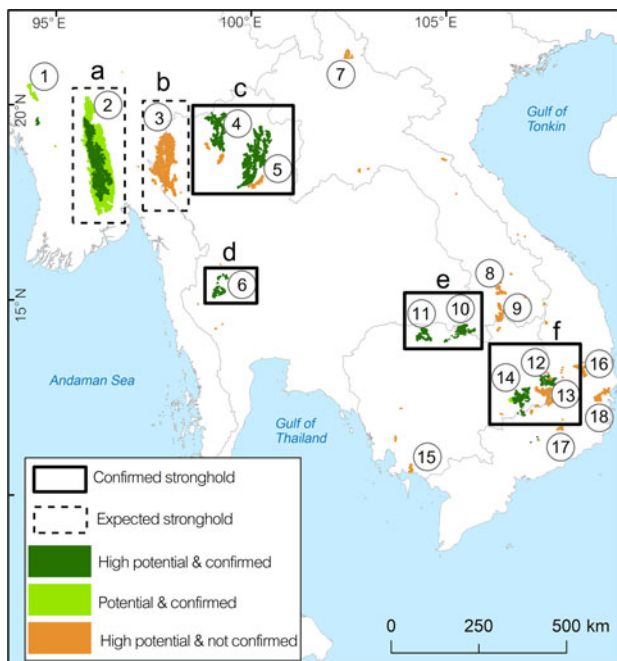 95°E 100°E 105°E
1
a
2
b
3
c
4
5
7
20°N
Gulf of
Tonkin
d
6
e
11
10
8
9
15°N
f
12
14
13
16
18
17
15
Andaman Sea
Gulf of
Thailand
Confirmed stronghold
Expected stronghold
High potential & confirmed
Potential & confirmed
High potential & not confirmed
0 250 500 km